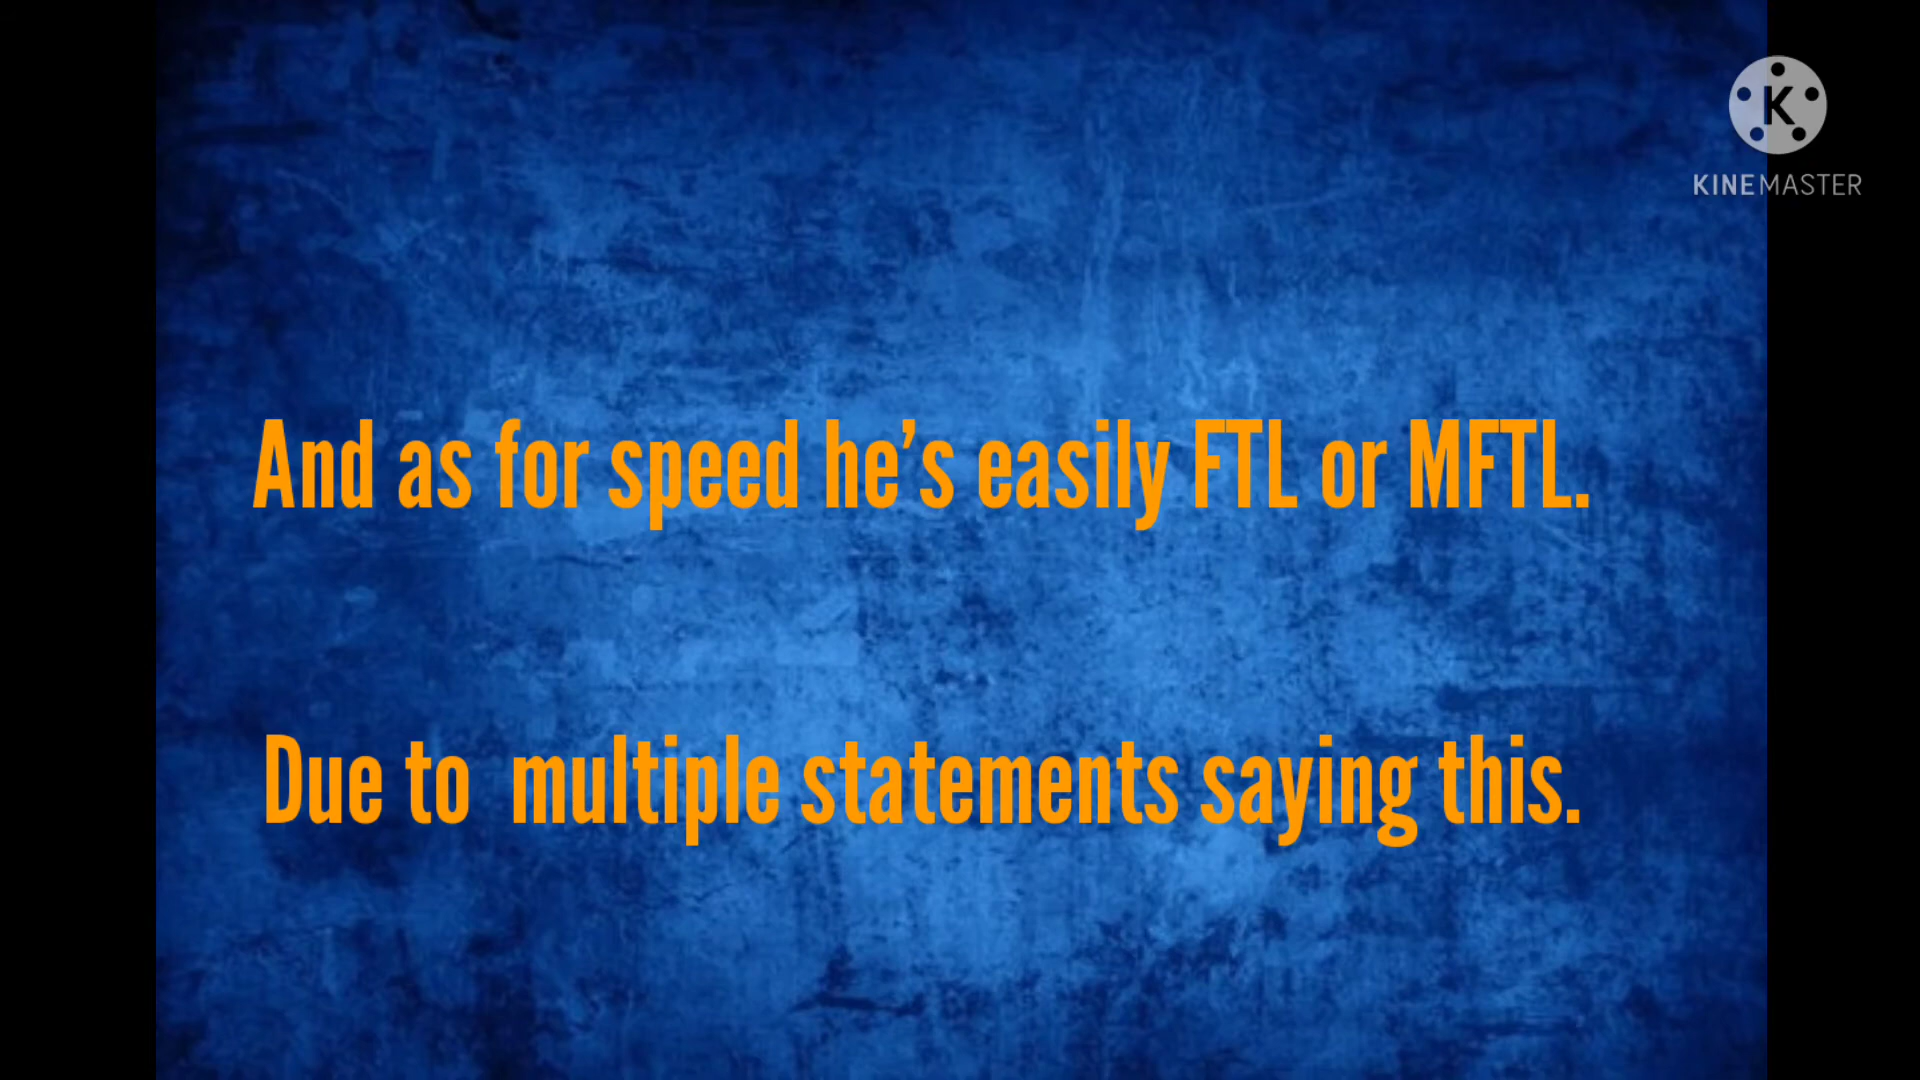 K
KINEMASTER
And as for speed he’s easily FTL or MFTL.
Due to  multiple statements saying this.